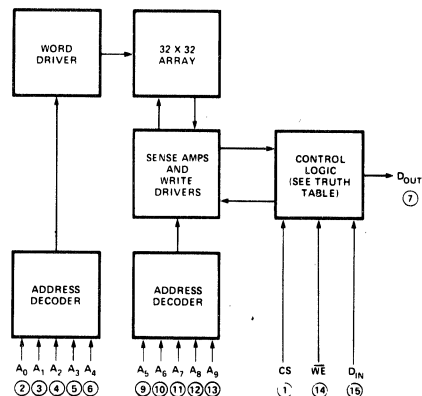 WORD
DRIVER
32 X 32
ARRAY
SENSE AMPS
AND
WRITE
DRIVERS
CONTROL
LOGIC
(SEE TRUTH
TABLE)
DOUT
7
ADDRESS
DECODER
ADDRESS
DECODER
A0 A1 A2 A3 A4
2 3 4 5 6
A5 A6 A7 A8 A9
9 10 11 12 13
CS WE DIN
1 14 15